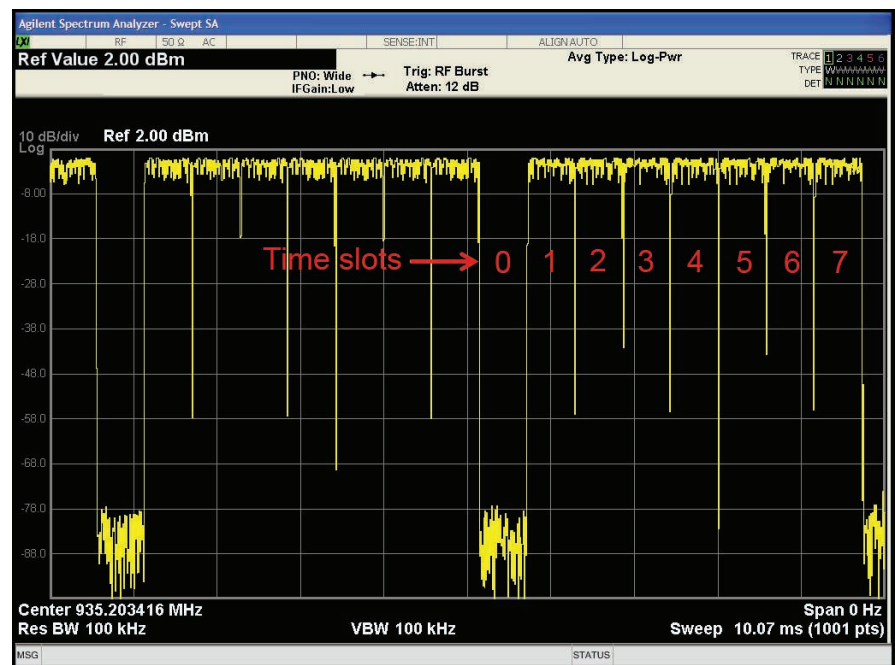 Agilent Spectrum Analyzer - Swept SA
LXI RF 50 Ω AC SENSE:INT ALIGN AUTO
Ref Value 2.00 dBm
PNO: Wide
IFGain:Low
Trig: RF Burst
Atten: 12 dB
Avg Type: Log-Pwr
TRACE 1 2 3 4 5 6
TYPE WWWWWW
DET N N N N N N
10 dB/div Ref 2.00 dBm
Log
-8.00
-18.0
Time slots 0 1 2 3 4 5 6 7
-28.0
-38.0
-48.0
-58.0
-68.0
-78.0
-88.0
Center 935.203416 MHz Span 0 Hz
Res BW 100 kHz VBW 100 kHz Sweep 10.07 ms (1001 pts)
MSG STATUS